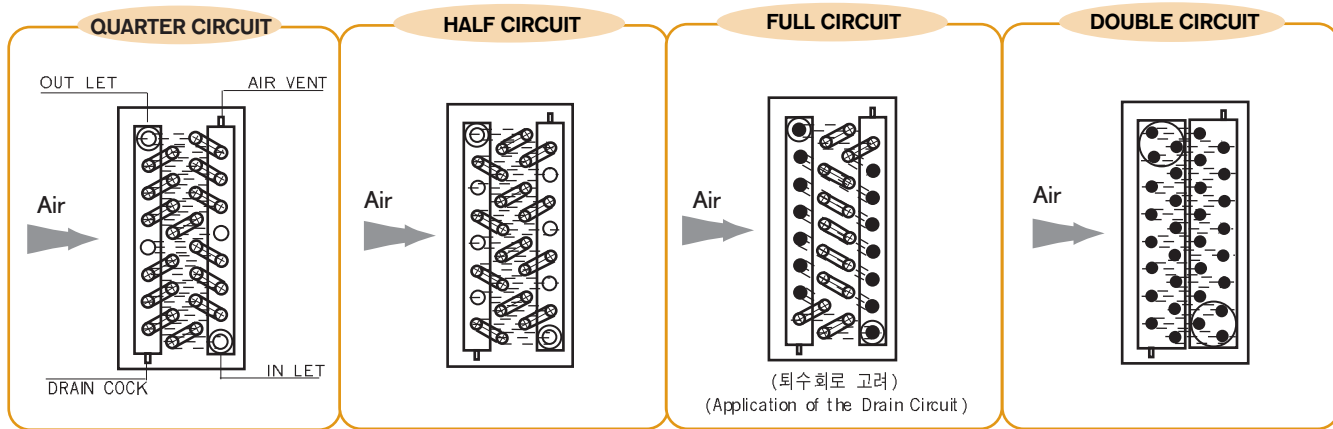 QUARTER CIRCUIT
OUT LET
AIR VENT
Air
DRAIN COCK
IN LET
HALF CIRCUIT
Air
FULL CIRCUIT
Air
(퇴수회로 고려)
(Application of the Drain Circuit)
DOUBLE CIRCUIT
Air